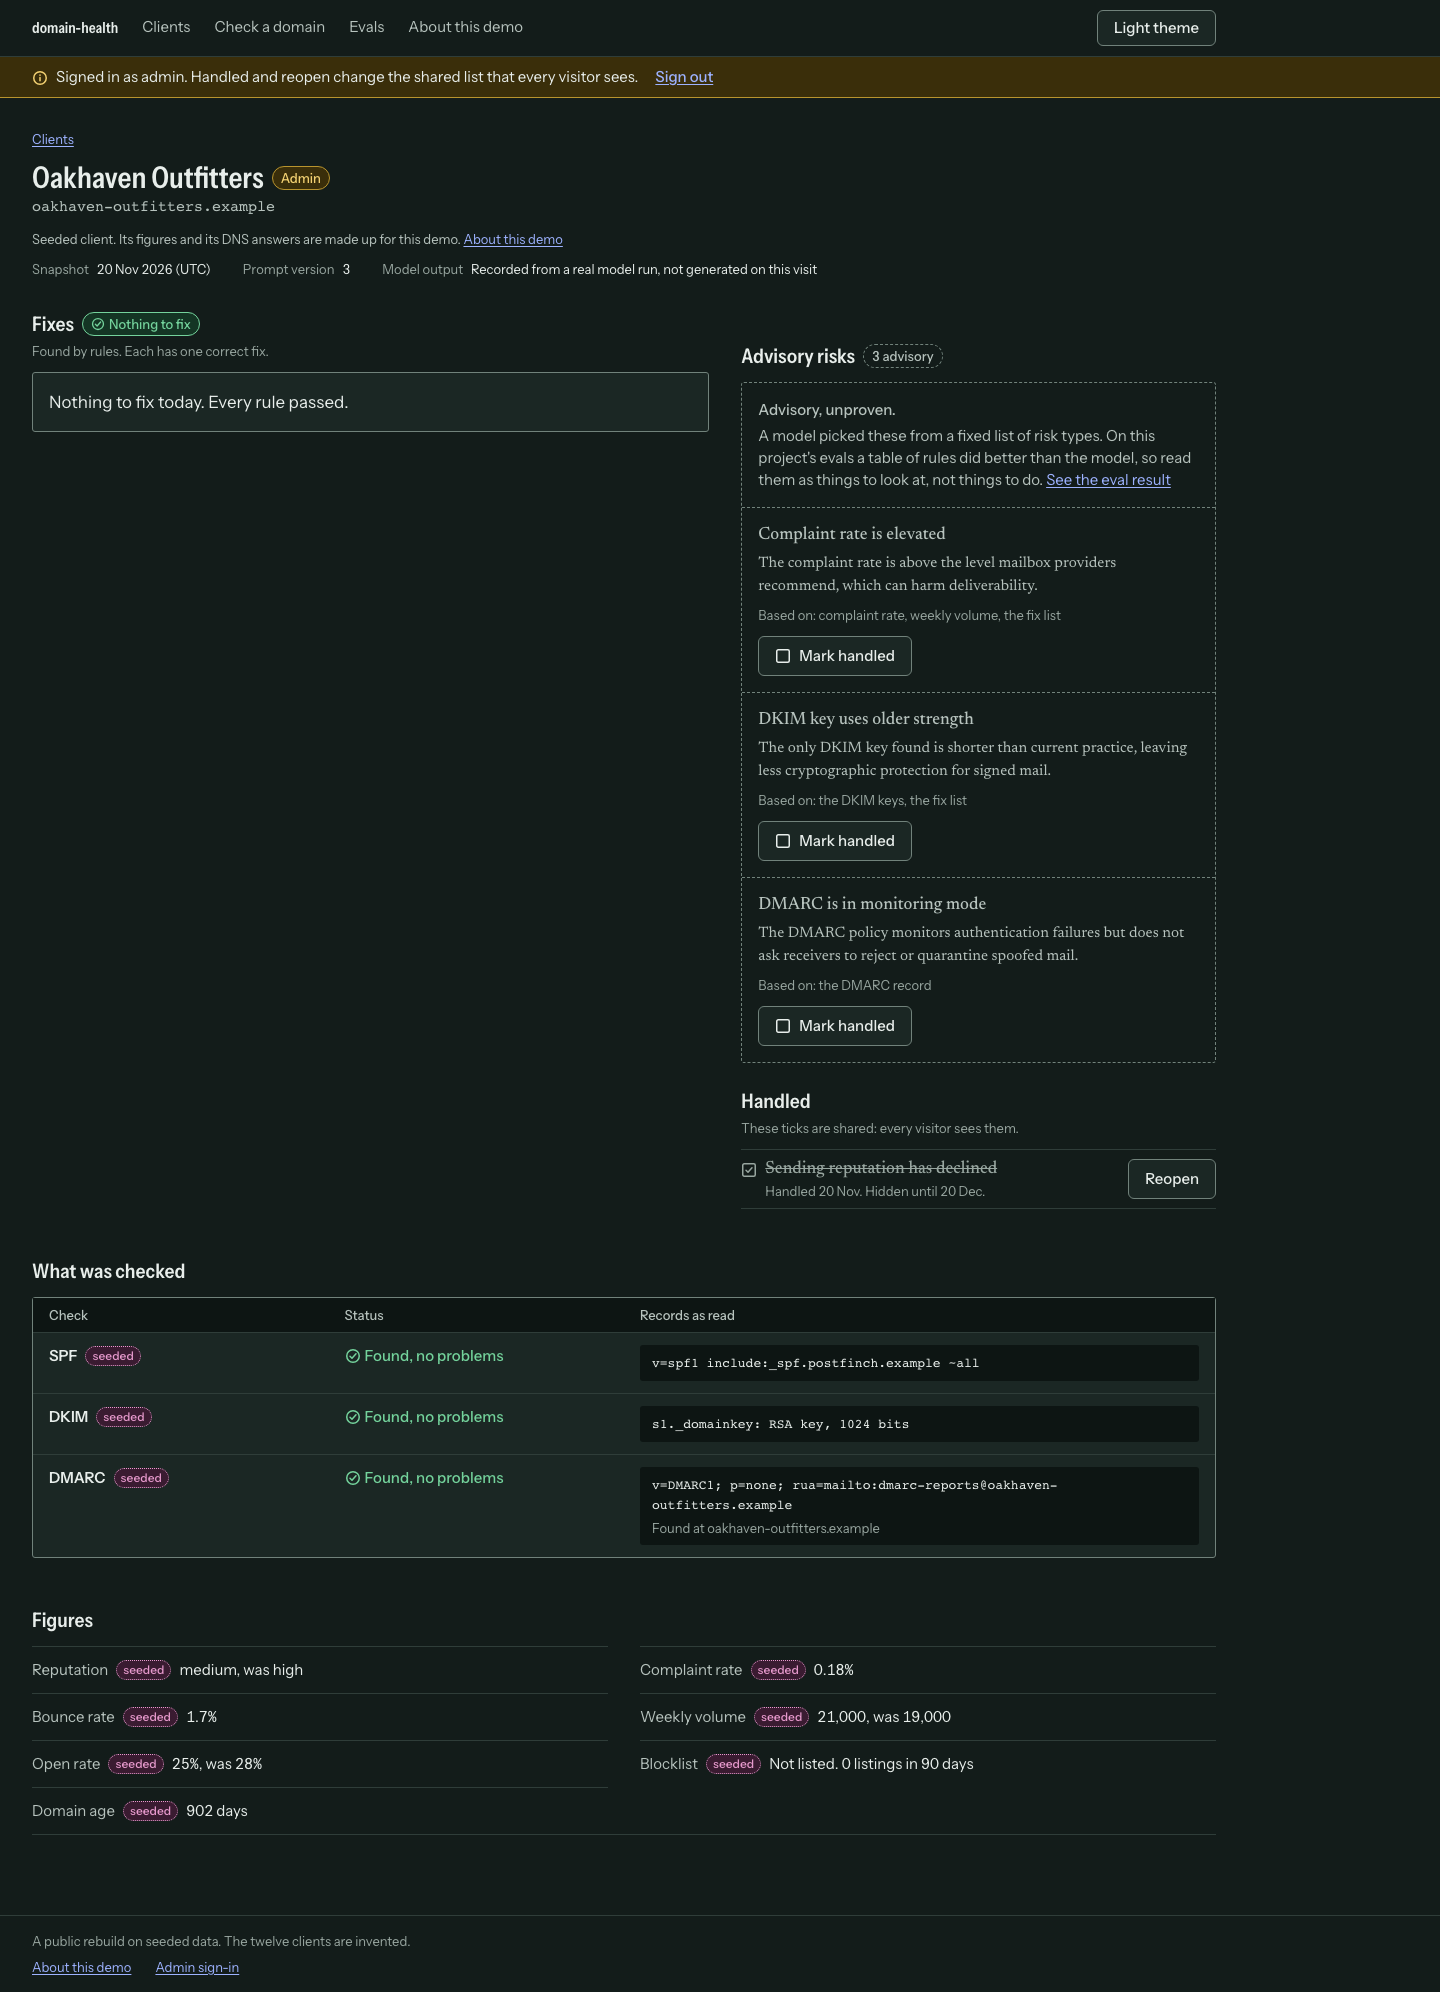 domain-health Clients Check a domain Evals About this demo Light theme
Signed in as admin. Handled and reopen change the shared list that every visitor sees. Sign out
Clients
Oakhaven Outfitters Admin
oakhaven-outfitters.example
Seeded client. Its figures and its DNS answers are made up for this demo. About this demo
Snapshot 20 Nov 2026 (UTC) Prompt version 3 Model output Recorded from a real model run, not generated on this visit
Fixes Nothing to fix
Found by rules. Each has one correct fix.
Nothing to fix today. Every rule passed.
Advisory risks 3 advisory
Advisory, unproven.
A model picked these from a fixed list of risk types. On this
project's evals a table of rules did better than the model, so read
them as things to look at, not things to do. See the eval result
Complaint rate is elevated
The complaint rate is above the level mailbox providers
recommend, which can harm deliverability.
Based on: complaint rate, weekly volume, the fix list
Mark handled
DKIM key uses older strength
The only DKIM key found is shorter than current practice, leaving
less cryptographic protection for signed mail.
Based on: the DKIM keys, the fix list
Mark handled
DMARC is in monitoring mode
The DMARC policy monitors authentication failures but does not
ask receivers to reject or quarantine spoofed mail.
Based on: the DMARC record
Mark handled
Handled
These ticks are shared: every visitor sees them.
Sending reputation has declined
Handled 20 Nov. Hidden until 20 Dec.
Reopen
What was checked
Check Status Records as read
SPF seeded Found, no problems v=spf1 include:_spf.postfinch.example ~all
DKIM seeded Found, no problems s1._domainkey: RSA key, 1024 bits
DMARC seeded Found, no problems v=DMARC1; p=none; rua=mailto:dmarc-reports@oakhaven-
outfitters.example
Found at oakhaven-outfitters.example
Figures
Reputation seeded medium, was high
Complaint rate seeded 0.18%
Bounce rate seeded 1.7%
Weekly volume seeded 21,000, was 19,000
Open rate seeded 25%, was 28%
Blocklist seeded Not listed. 0 listings in 90 days
Domain age seeded 902 days
A public rebuild on seeded data. The twelve clients are invented.
About this demo Admin sign-in